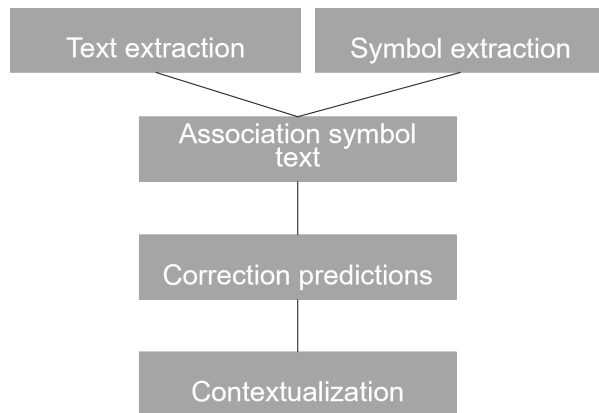 Text extraction
Symbol extraction
Association symbol
text
Correction predictions
Contextualization